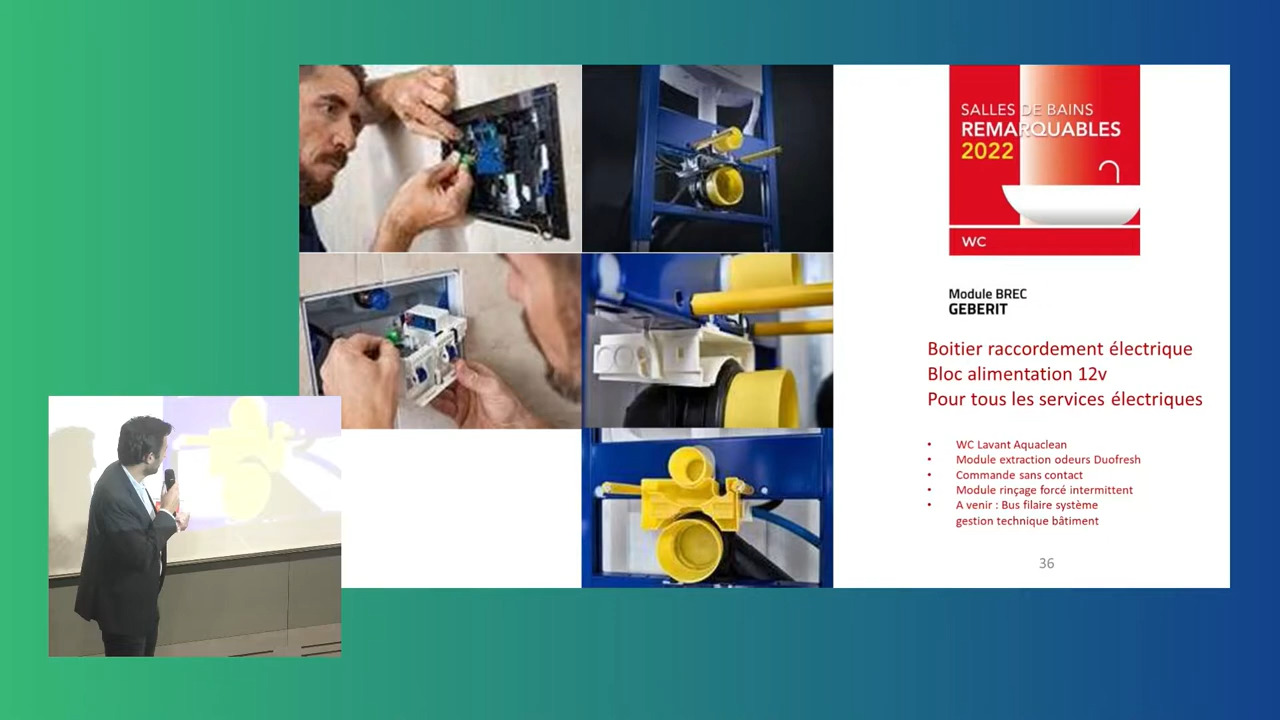 SALLES DE BAINS
REMARQUABLES
2022
WC
Module BREC
GEBERIT
Boitier raccordement électrique
Bloc alimentation 12v
Pour tous les services électriques
• WC Lavant Aquaclean
• Module extraction odeurs Duofresh
• Commande sans contact
• Module rinçage forcé intermittent
• A venir : Bus filaire système
gestion technique bâtiment
36